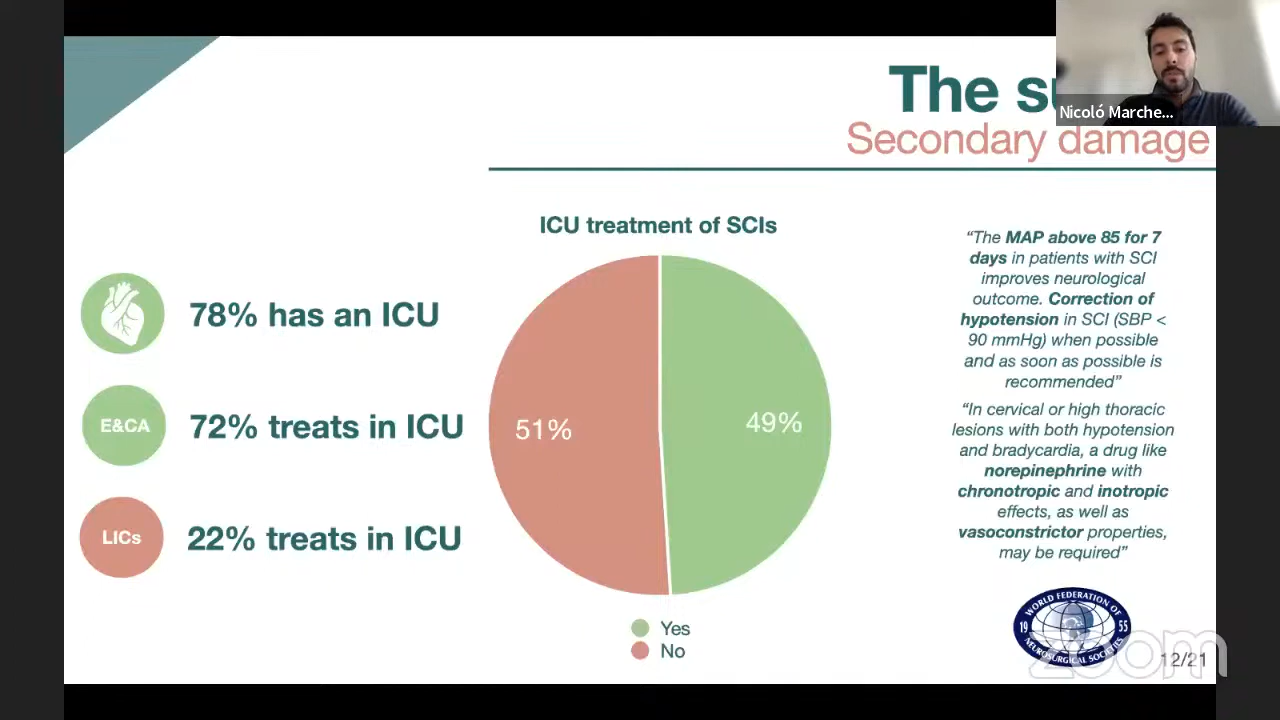 The
Nicoló Marche...
Secondary damage
ICU treatment of SCIs
78% has an ICU
E&CA
72% treats in ICU
LICs
22% treats in ICU
51%
49%
Yes
No
“The MAP above 85 for 7
days in patients with SCI
improves neurological
outcome. Correction of
hypotension in SCI (SBP <
90 mmHg) when possible
and as soon as possible is
recommended”
“In cervical or high thoracic
lesions with both hypotension
and bradycardia, a drug like
norepinephrine with
chronotropic and inotropic
effects, as well as
vasoconstrictor properties,
may be required”
WORLD FEDERATION OF
19 55
NEUROSURGICAL SOCIETIES
zoom
12/21